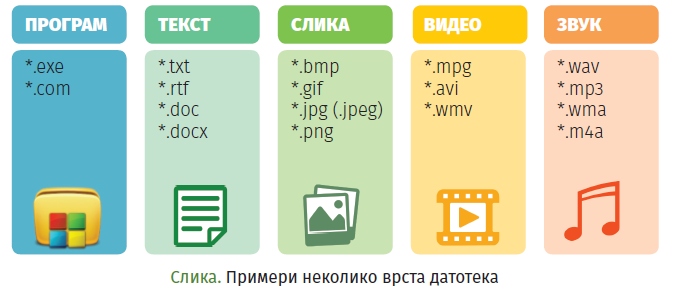 ПРОГРАМ
*.exe
*.com
ТЕКСТ
*.txt
*.rtf
*.doc
*.docx
СЛИКА
*.bmp
*.gif
*.jpg (.jpeg)
*.png
ВИДЕО
*.mpg
*.avi
*.wmv
ЗВУК
*.wav
*.mp3
*.wma
*.m4a
Слика. Примери неколико врста датотека